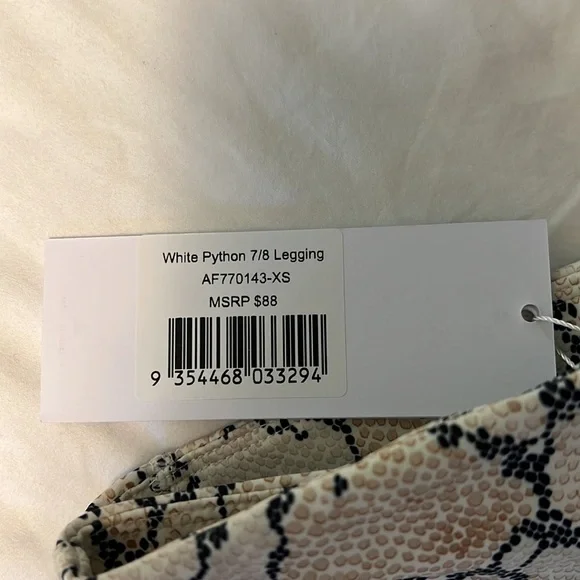 White Python 7/8 Legging
AF770143-XS
MSRP $88
9 354468 033294